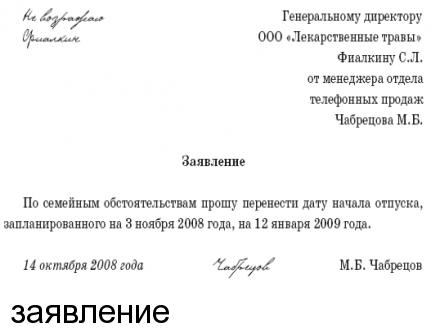 Не возражаю
Фиалкин
Генеральному директору
ООО «Лекарственные травы»
Фиалкину С.Л.
от менеджера отдела
телефонных продаж
Чабрецова М.Б.
Заявление
По семейным обстоятельствам прошу перенести дату начала отпуска,
запланированного на 3 ноября 2008 года, на 12 января 2009 года.
14 октября 2008 года Чабрецов М.Б. Чабрецов
заявление